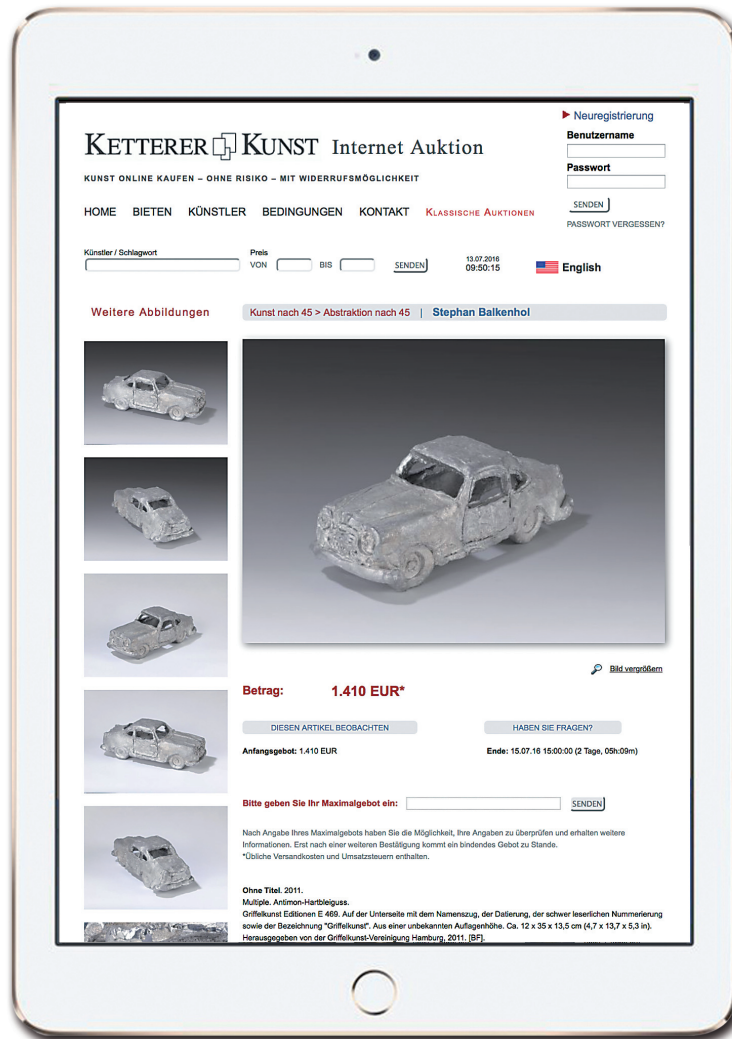 Neuregistrierung
KETTERER KUNST Internet Auktion
Benutzername
Passwort
KUNST ONLINE KAUFEN – OHNE RISIKO – MIT WIDERRUFSMÖGLICHKEIT
SENDEN
HOME BIETEN KÜNSTLER BEDINGUNGEN KONTAKT KLASSISCHE AUKTIONEN
PASSWORT VERGESSEN?
Künstler / Schlagwort Preis
VON BIS SENDEN
13.07.2016
09:50:15
English
Weitere Abbildungen
Kunst nach 45 > Abstraktion nach 45 | Stephan Balkenhol
Bild vergrößern
Betrag: 1.410 EUR*
DIESEN ARTIKEL BEOBACHTEN
HABEN SIE FRAGEN?
Anfangsgebot: 1.410 EUR
Ende: 15.07.16 15:00:00 (2 Tage, 05h:09m)
Bitte geben Sie Ihr Maximalgebot ein: SENDEN
Nach Angabe Ihres Maximalgebots haben Sie die Möglichkeit, Ihre Angaben zu überprüfen und erhalten weitere
Informationen. Erst nach einer weiteren Bestätigung kommt ein bindendes Gebot zu Stande.
*Übliche Versandkosten und Umsatzsteuern enthalten.
Ohne Titel. 2011.
Multiple. Antimon-Hartbleiguss.
Griffelkunst Editionen E 469. Auf der Unterseite mit dem Namenszug, der Datierung, der schwer leserlichen Nummerierung
sowie der Bezeichnung "Griffelkunst". Aus einer unbekannten Auflagenhöhe. Ca. 12 x 35 x 13,5 cm (4,7 x 13,7 x 5,3 in).
Herausgegeben von der Griffelkunst-Vereinigung Hamburg, 2011. [BF].